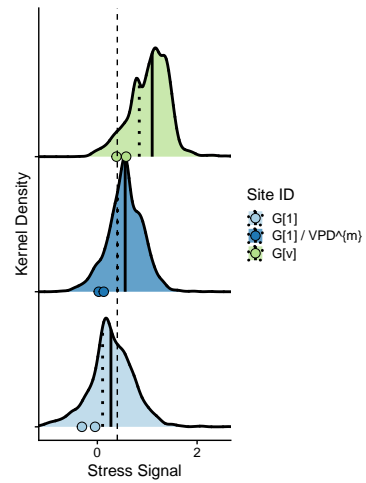 Kernel Density
Site ID
G[1]
G[1] / VPD^{m}
G[v]
0
2
Stress Signal